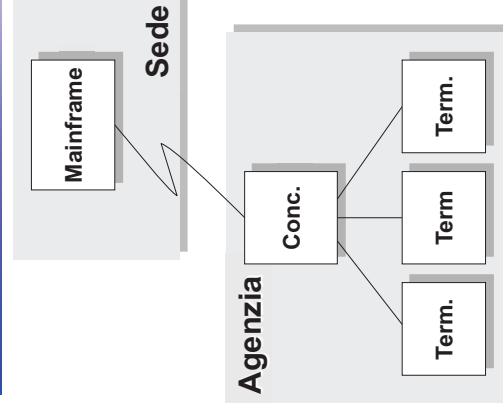 Sede
Mainframe
Agenzia
Conc.
Term.
Term
Term.